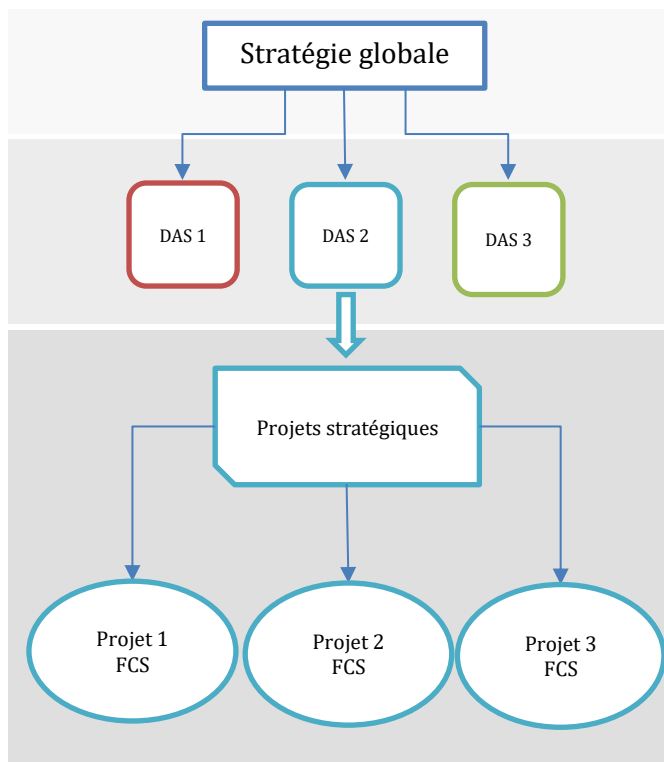 Stratégie globale
DAS 1
DAS 2
DAS 3
Projets stratégiques
Projet 1
FCS
Projet 2
FCS
Projet 3
FCS